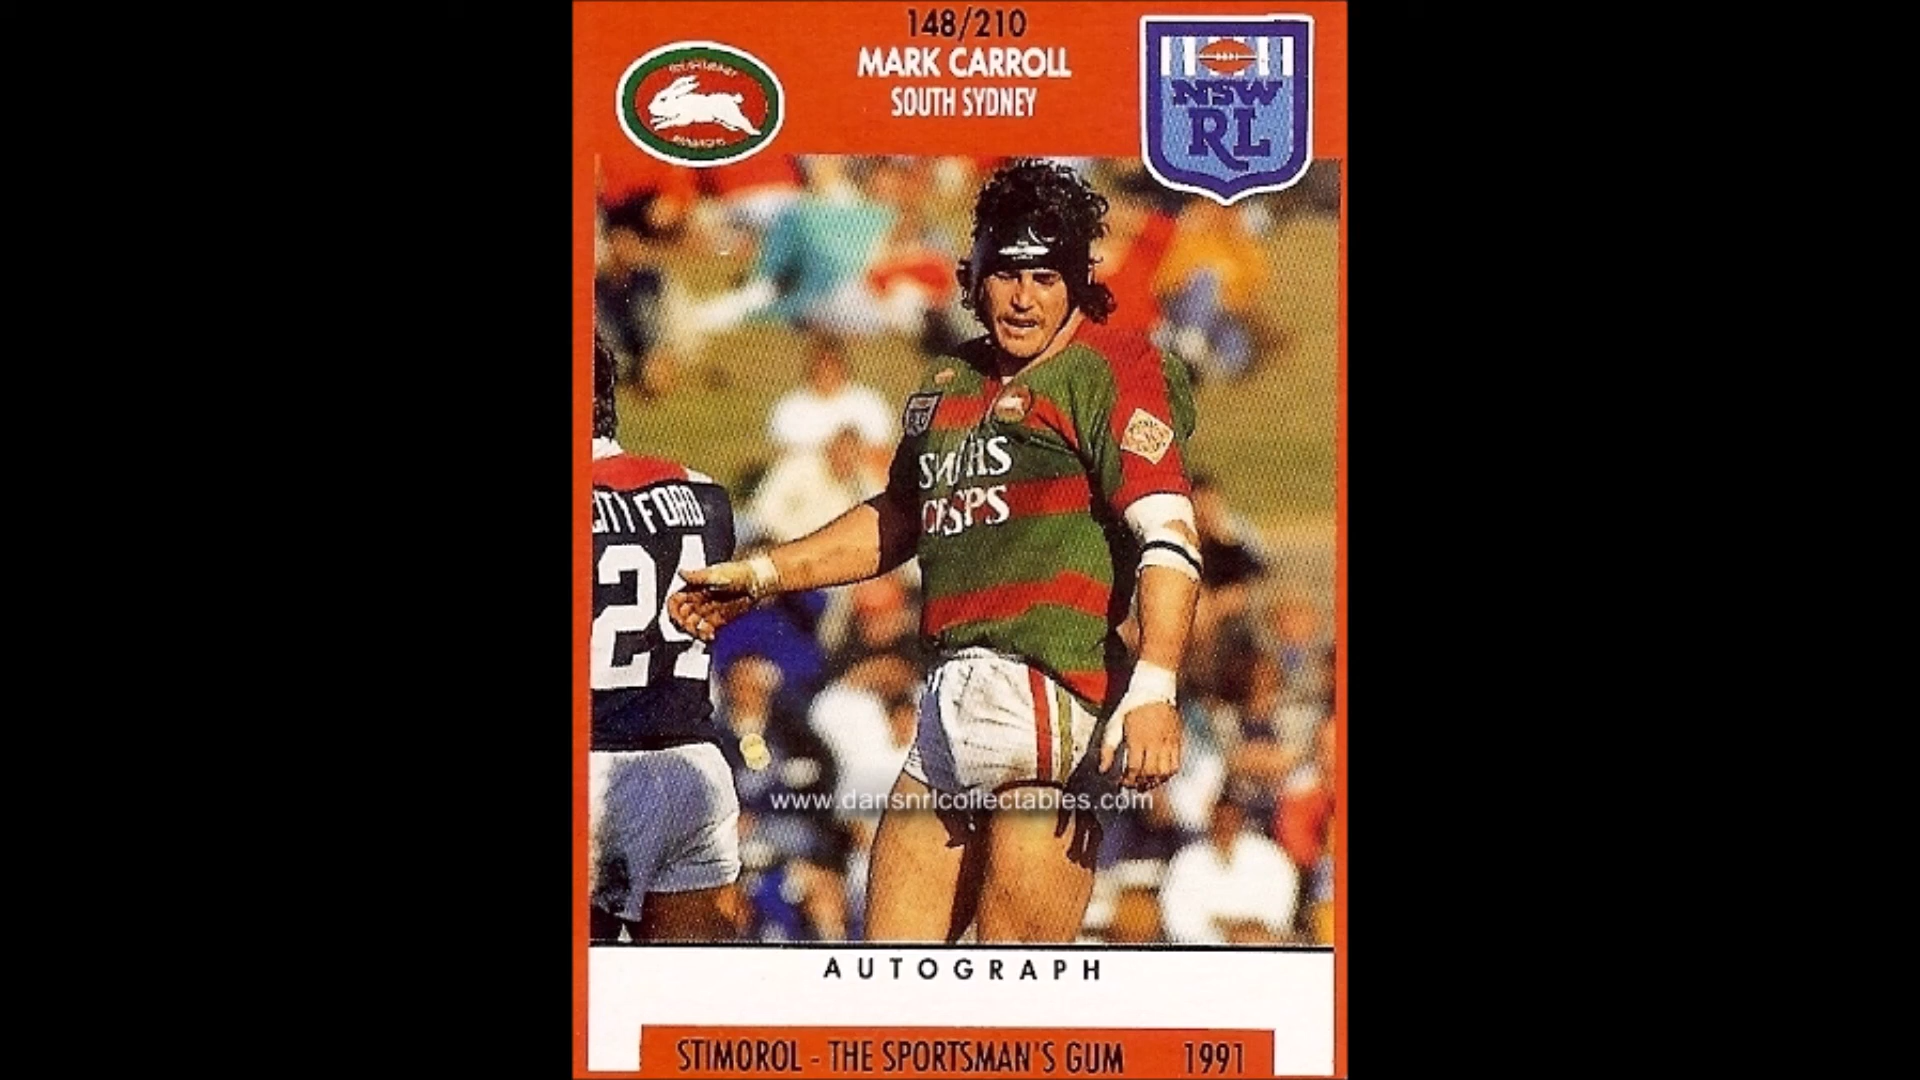 148/210
MARK CARROLL
SOUTH SYDNEY
NSW
RL
CITY FORD
24
AUTOGRAPH
www.dansnrlcollectables.com
STIMOROL - THE SPORTSMAN'S GUM 1991